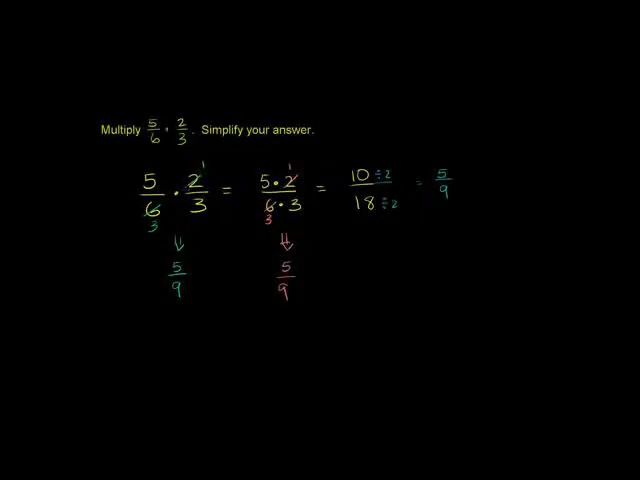 Multiply 5/6 · 2/3 . Simplify your answer.
5/6 · 2/3 = 5 · 2/6 · 3 = 10 ÷2/18 ÷2 = 5/9
1 1
3 3
5/9 5/9